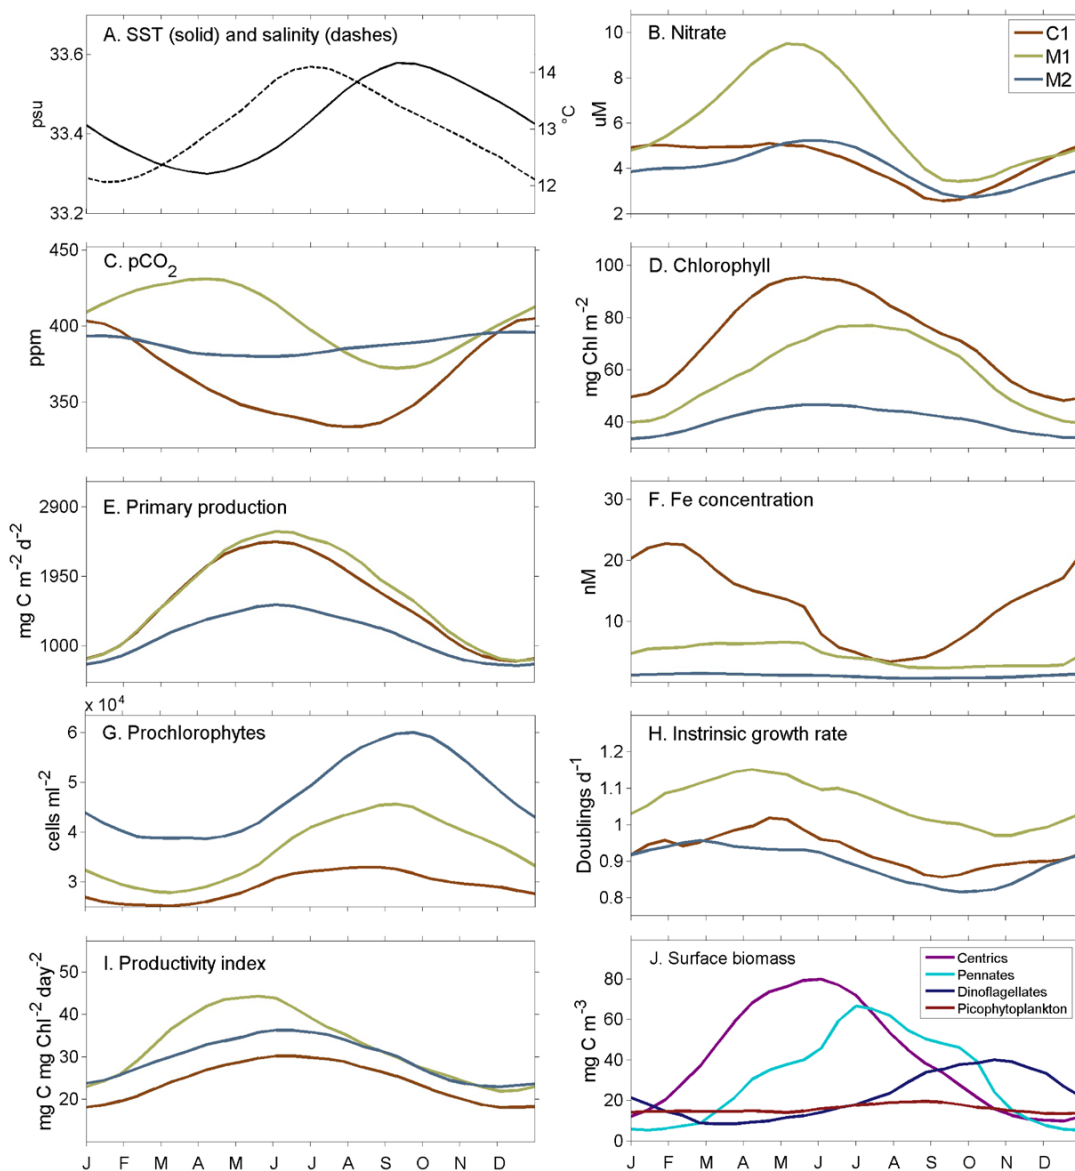 A. SST (solid) and salinity (dashes)
33.6
33.4
33.2
psu
14
13
12
°C
B. Nitrate
C1
M1
M2
10
8
6
4
2
uM
C. pCO2
450
400
350
ppm
D. Chlorophyll
100
80
60
40
mg Chl m-2
E. Primary production
2900
1950
1000
mg C m-2 d-2
F. Fe concentration
30
20
10
nM
x 10^4
G. Prochlorophytes
6
5
4
3
cells ml-2
H. Instrinsic growth rate
1.2
1.1
1
0.9
0.8
Doublings d-1
I. Productivity index
50
40
30
20
mg C mg Chl-2 day-2
J F M A M J J A S O N D
J. Surface biomass
Centrics
Pennates
Dinoflagellates
Picophytoplankton
80
60
40
20
0
mg C m-3
J F M A M J J A S O N D